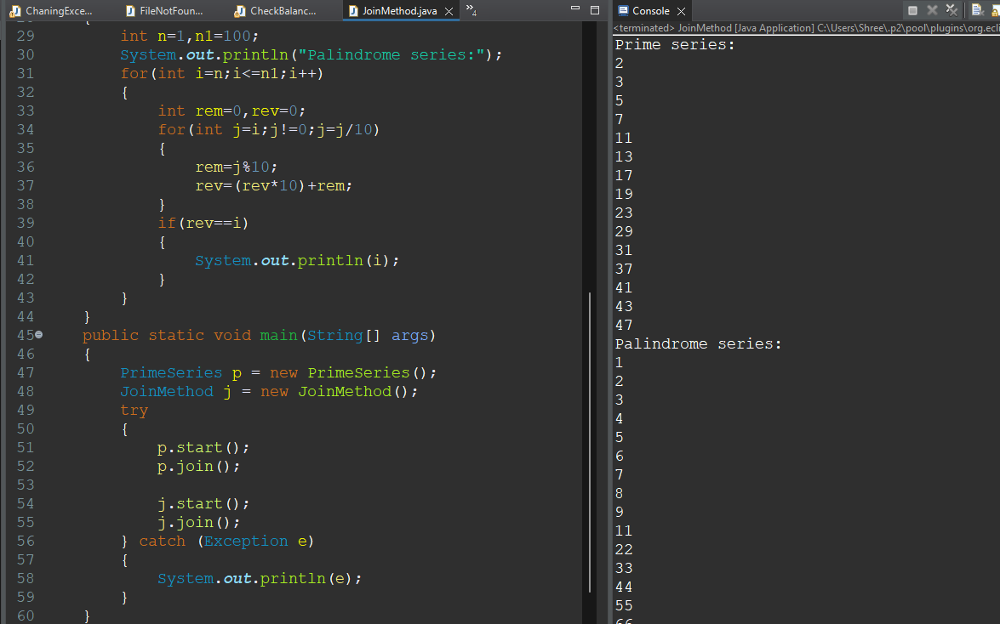 ChaningExce...
FileNotFoun...
CheckBalanc...
JoinMethod.java
4
{
29 int n=1,n1=100;
30 System.out.println("Palindrome series:");
31 for(int i=n;i<=n1;i++)
32 {
33 int rem=0,rev=0;
34 for(int j=i;j!=0;j=j/10)
35 {
36 rem=j%10;
37 rev=(rev*10)+rem;
38 }
39 if(rev==i)
40 {
41 System.out.println(i);
42 }
43 }
44 }
45 public static void main(String[] args)
46 {
47 PrimeSeries p = new PrimeSeries();
48 JoinMethod j = new JoinMethod();
49 try
50 {
51 p.start();
52 p.join();
53
54 j.start();
55 j.join();
56 } catch (Exception e)
57 {
58 System.out.println(e);
59 }
60 }
Console
<terminated> JoinMethod [Java Application] C:\Users\Shree\.p2\pool\plugins\org.ecli
Prime series:
2
3
5
7
11
13
17
19
23
29
31
37
41
43
47
Palindrome series:
1
2
3
4
5
6
7
8
9
11
22
33
44
55
66